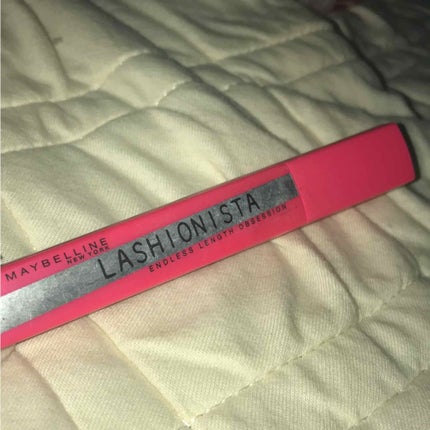 MAYBELLINE
NEW YORK
LASHIONISTA
ENDLESS LENGTH OBSESSION